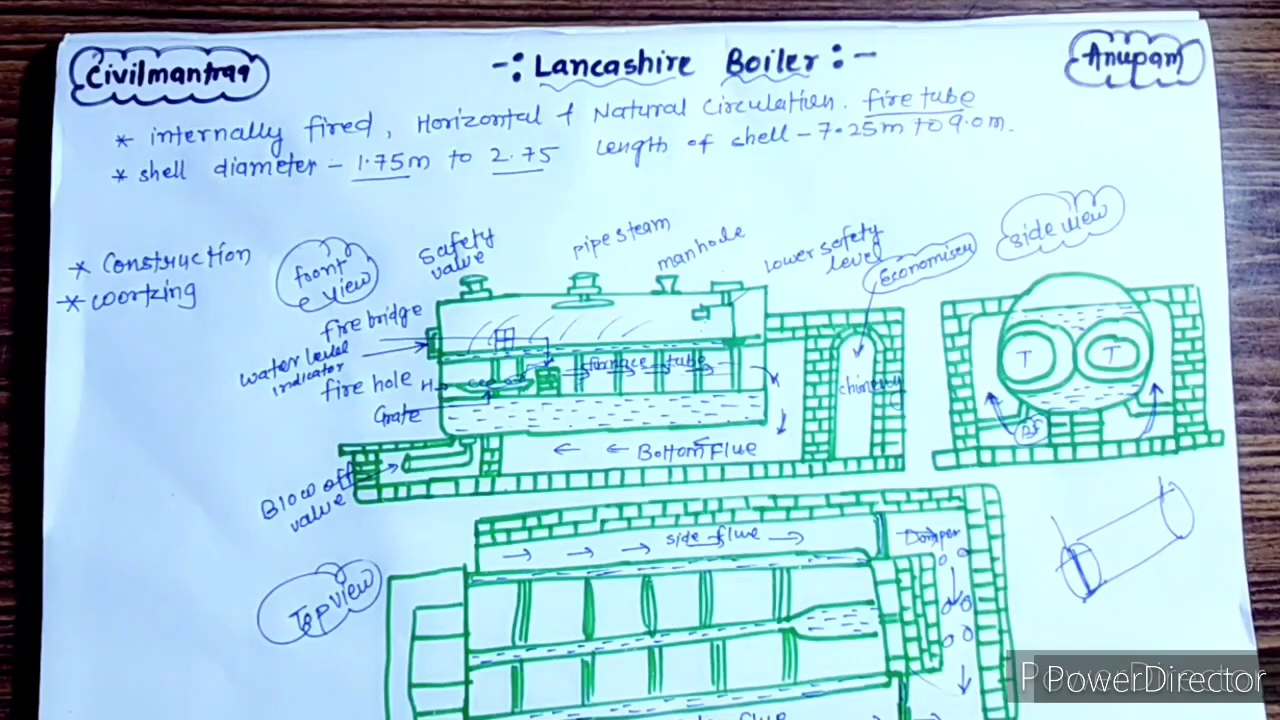 Civilmantraa
-: Lancashire Boiler :-
Anupam
* internally fired, Horizontal + Natural Circulation. fire tube
* shell diameter - 1.75m to 2.75 Length of shell - 7.25m to 9.0m.
* Construction
* Working
front view
safety valve
pipe steam
manhole
Lower safety level
Economiser
side view
fire bridge
water level indicator
fire hole
H
Grate
furnace tube
chimney
T T
BF
Bottom flue
Blow off valve
side flue
Damper
Top view
flue
PowerDirector